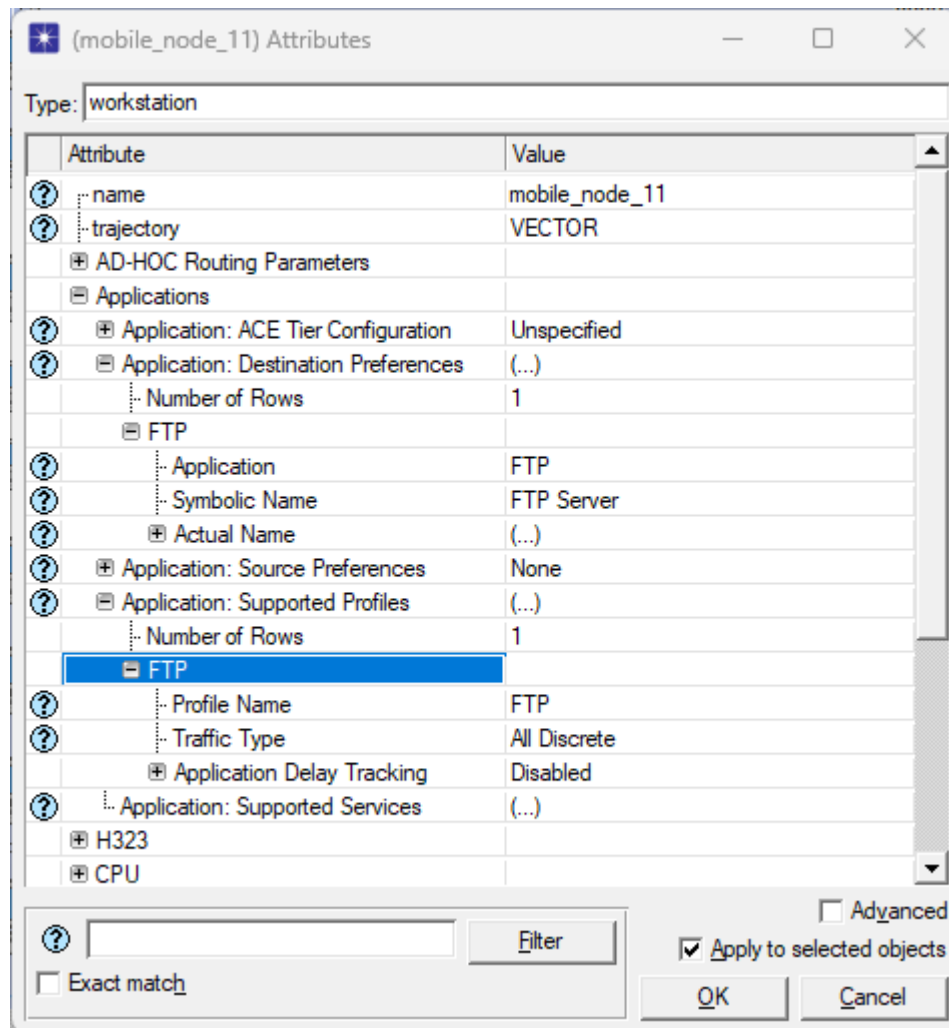 (mobile_node_11) Attributes
Type: workstation
Attribute Value
name mobile_node_11
trajectory VECTOR
AD-HOC Routing Parameters
Applications
Application: ACE Tier Configuration Unspecified
Application: Destination Preferences (...)
Number of Rows 1
FTP
Application FTP
Symbolic Name FTP Server
Actual Name (...)
Application: Source Preferences None
Application: Supported Profiles (...)
Number of Rows 1
FTP
Profile Name FTP
Traffic Type All Discrete
Application Delay Tracking Disabled
Application: Supported Services (...)
H323
CPU
Advanced
Filter
Apply to selected objects
Exact match
OK Cancel